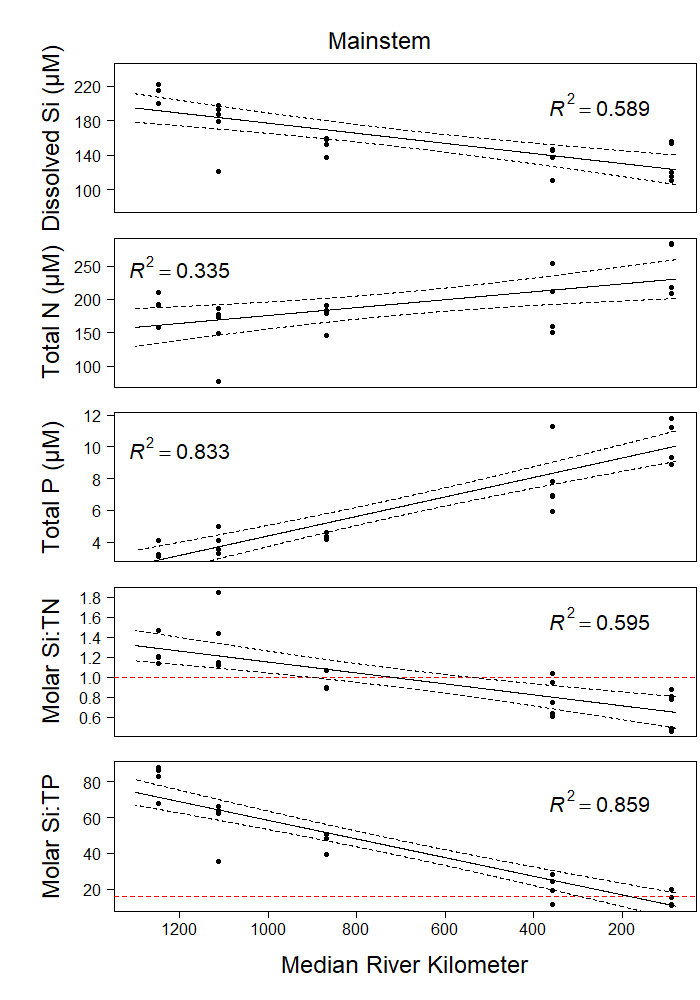 Mainstem
Dissolved Si (μM)
220
180
140
100
R² = 0.589
Total N (μM)
250
200
150
100
R² = 0.335
Total P (μM)
12
10
8
6
4
R² = 0.833
Molar Si:TN
1.8
1.6
1.4
1.2
1.0
0.8
0.6
R² = 0.595
Molar Si:TP
80
60
40
20
R² = 0.859
1200 1000 800 600 400 200
Median River Kilometer